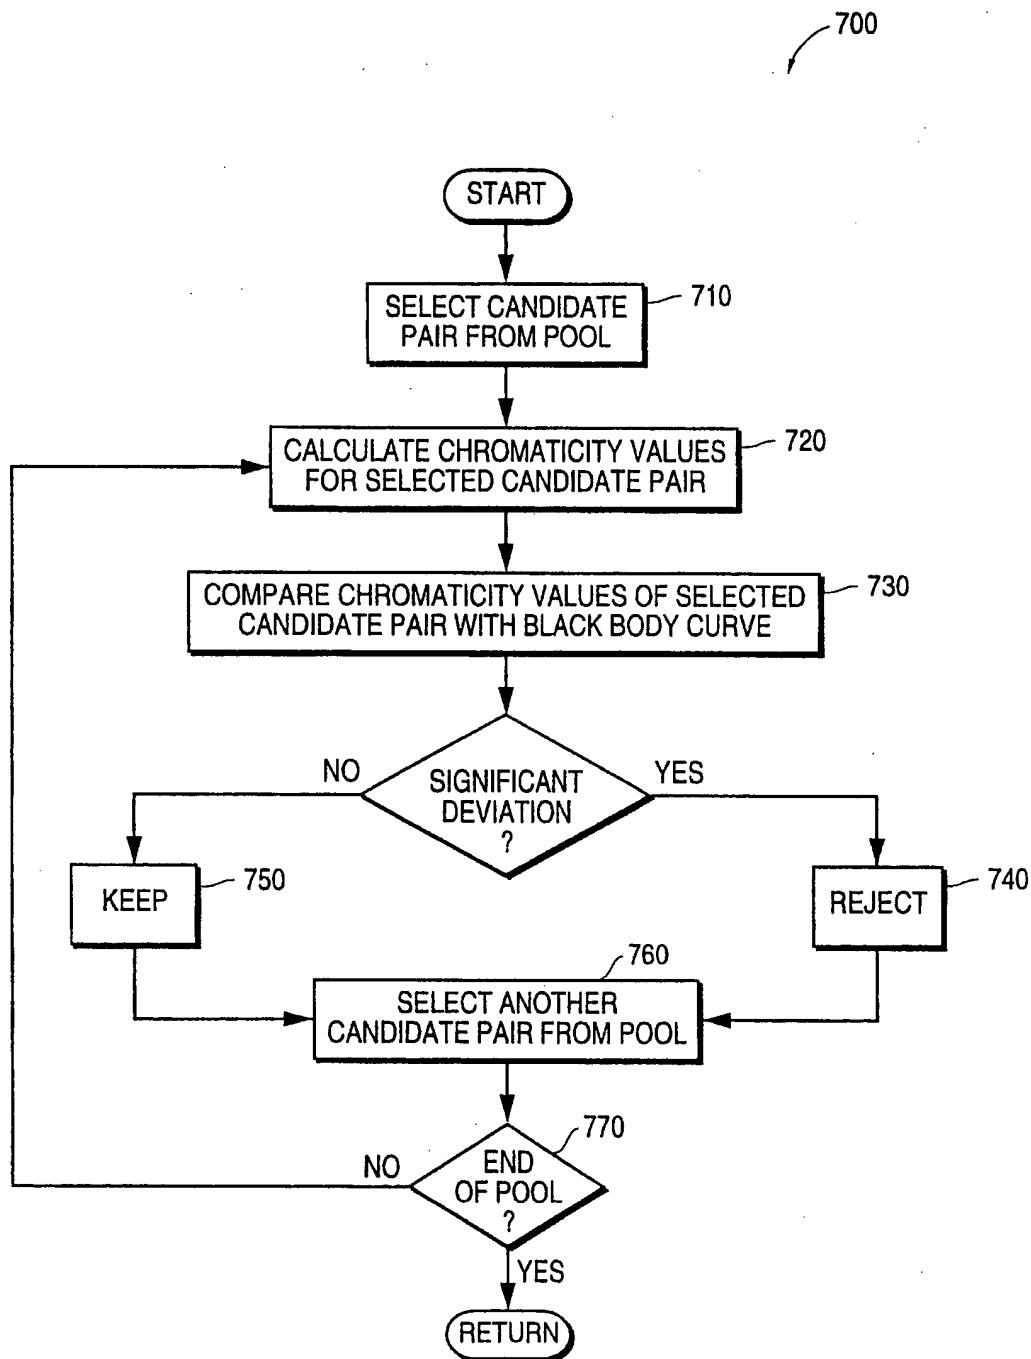 700
START
SELECT CANDIDATE
PAIR FROM POOL
710
CALCULATE CHROMATICITY VALUES
FOR SELECTED CANDIDATE PAIR
720
COMPARE CHROMATICITY VALUES OF SELECTED
CANDIDATE PAIR WITH BLACK BODY CURVE
730
NO
SIGNIFICANT
DEVIATION
?
YES
KEEP
750
REJECT
740
760
SELECT ANOTHER
CANDIDATE PAIR FROM POOL
770
NO
END
OF POOL
?
YES
RETURN